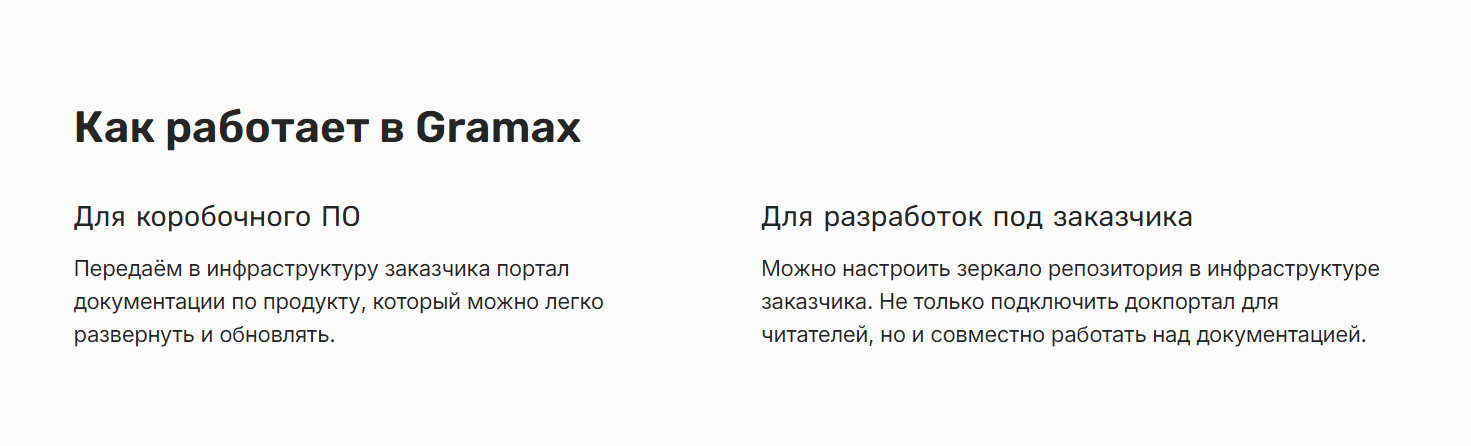 Как работает в Gramax
Для коробочного ПО
Передаём в инфраструктуру заказчика портал
документации по продукту, который можно легко
развернуть и обновлять.
Для разработок под заказчика
Можно настроить зеркало репозитория в инфраструктуре
заказчика. Не только подключить докпортал для
читателей, но и совместно работать над документацией.